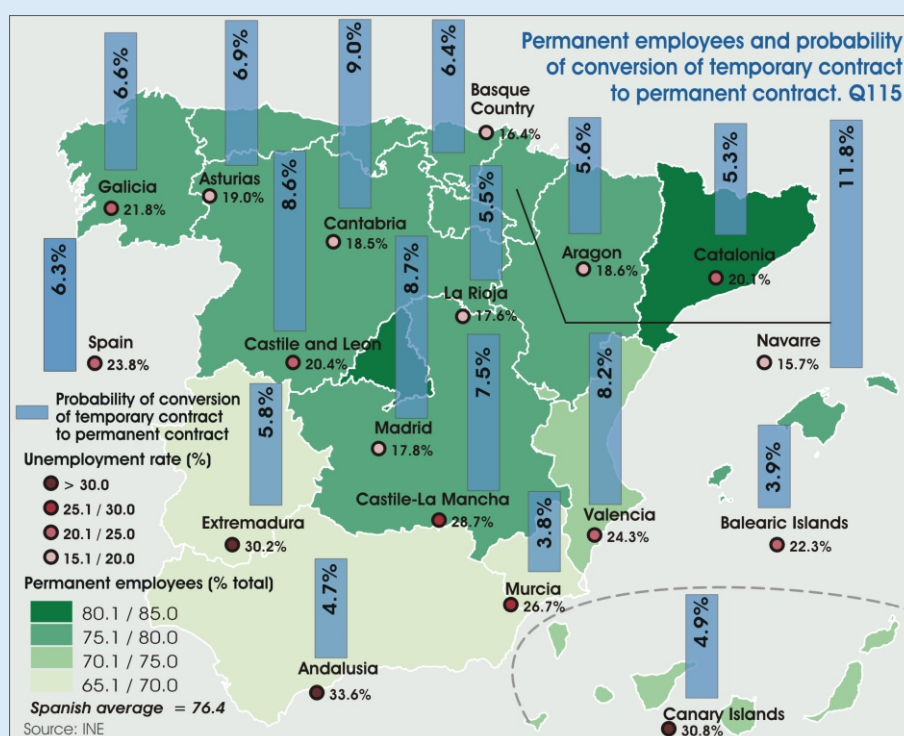 Permanent employees and probability
of conversion of temporary contract
to permanent contract. Q115
6.6%
6.9%
9.0%
6.4%
Basque
Country
16.4%
5.6%
5.3%
11.8%
Galicia
21.8%
Asturias
19.0%
8.6%
Cantabria
18.5%
5.5%
Aragon
18.6%
Catalonia
20.1%
6.3%
8.7%
La Rioja
17.6%
Spain
23.8%
Castile and Leon
20.4%
7.5%
8.2%
Navarre
15.7%
Probability of conversion
of temporary contract
to permanent contract
5.8%
Madrid
17.8%
3.9%
Unemployment rate (%)
> 30.0
25.1 / 30.0
20.1 / 25.0
15.1 / 20.0
Castile-La Mancha
28.7%
Extremadura
30.2%
3.8%
Valencia
24.3%
Balearic Islands
22.3%
Permanent employees (% total)
80.1 / 85.0
75.1 / 80.0
70.1 / 75.0
65.1 / 70.0
Spanish average = 76.4
Source: INE
4.7%
Andalusia
33.6%
Murcia
26.7%
4.9%
Canary Islands
30.8%